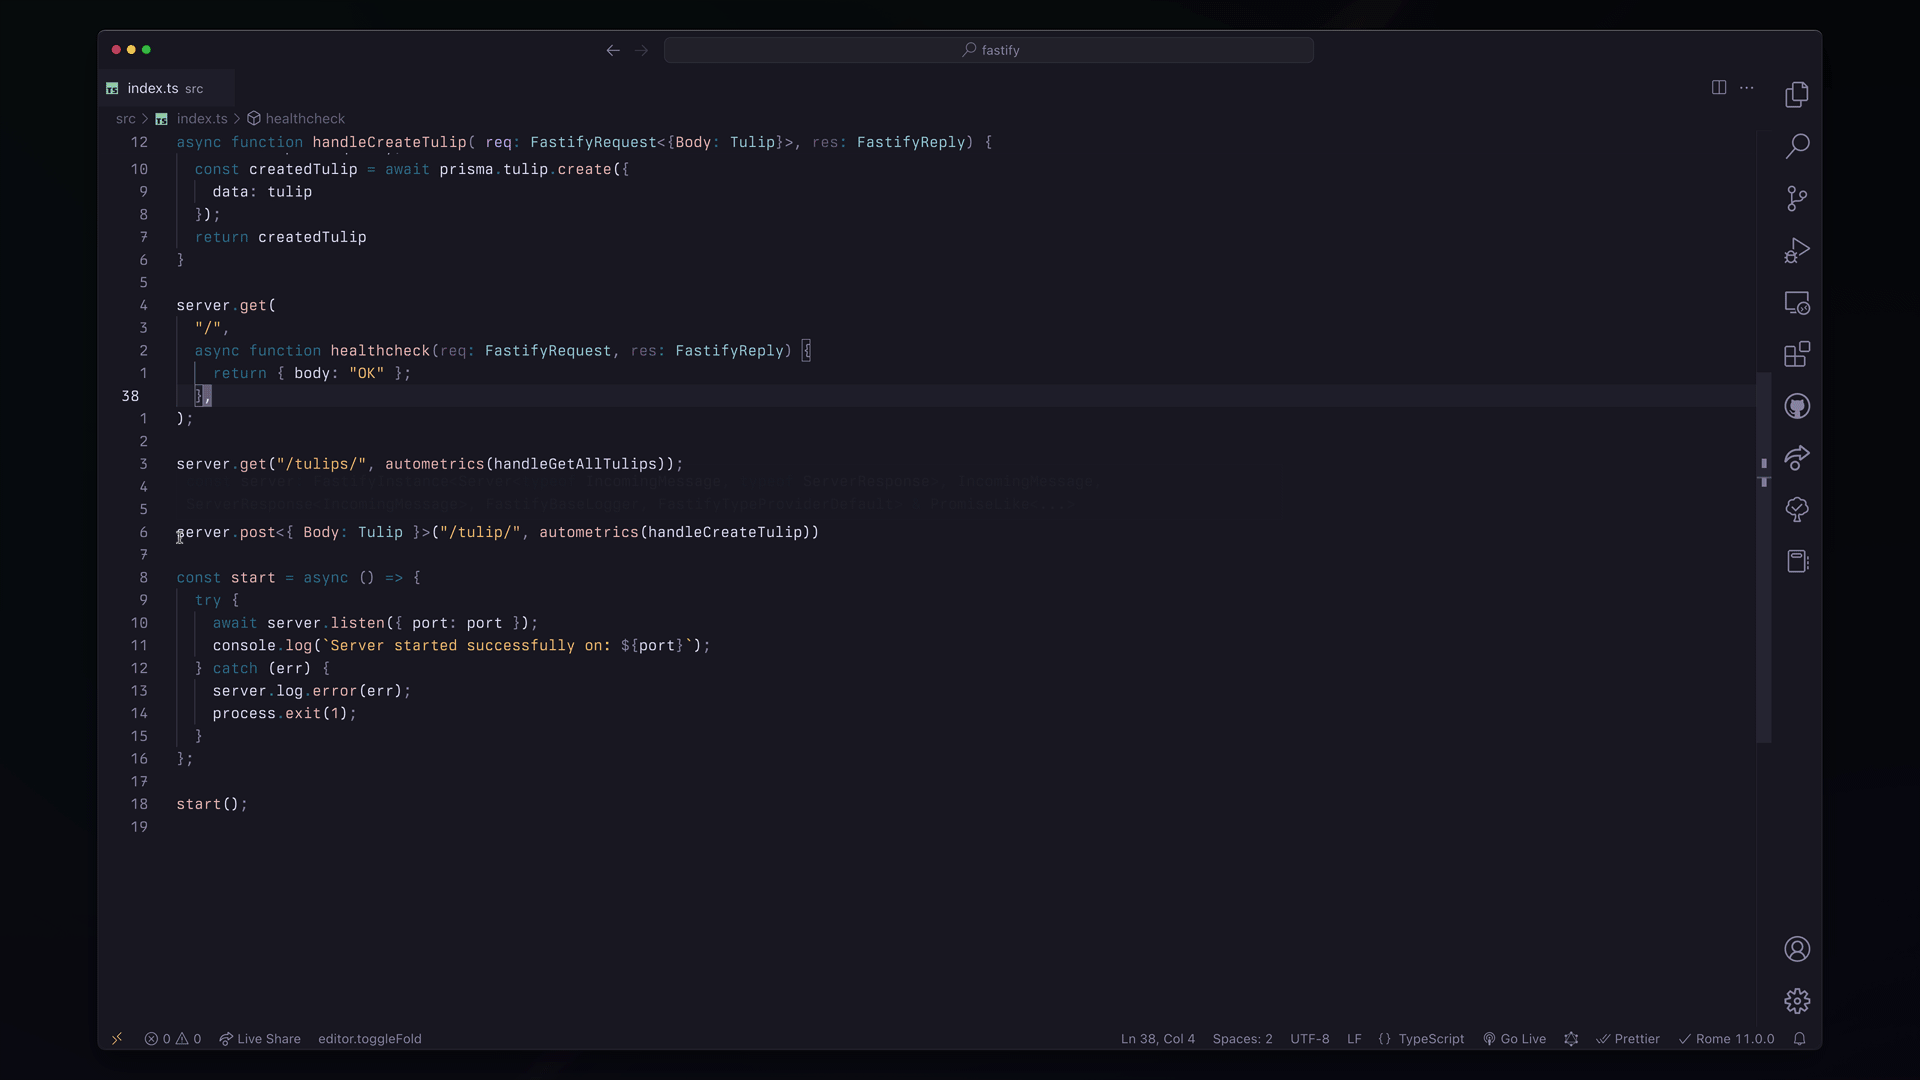 fastify
index.ts src
src > index.ts > healthcheck
12 async function handleCreateTulip( req: FastifyRequest<{Body: Tulip}>, res: FastifyReply) {
10 const createdTulip = await prisma.tulip.create({
9 data: tulip
8 });
7 return createdTulip
6 }
5
4 server.get(
3 "/",
2 async function healthcheck(req: FastifyRequest, res: FastifyReply) {
1 return { body: "OK" };
38 },
1 );
2
3 server.get("/tulips/", autometrics(handleGetAllTulips));
4
5
6 server.post<{ Body: Tulip }>("/tulip/", autometrics(handleCreateTulip))
7
8 const start = async () => {
9 try {
10 await server.listen({ port: port });
11 console.log(`Server started successfully on: ${port}`);
12 } catch (err) {
13 server.log.error(err);
14 process.exit(1);
15 }
16 };
17
18 start();
19
0 0 Live Share editor.toggleFold Ln 38, Col 4 Spaces: 2 UTF-8 LF {} TypeScript Go Live Prettier Rome 11.0.0